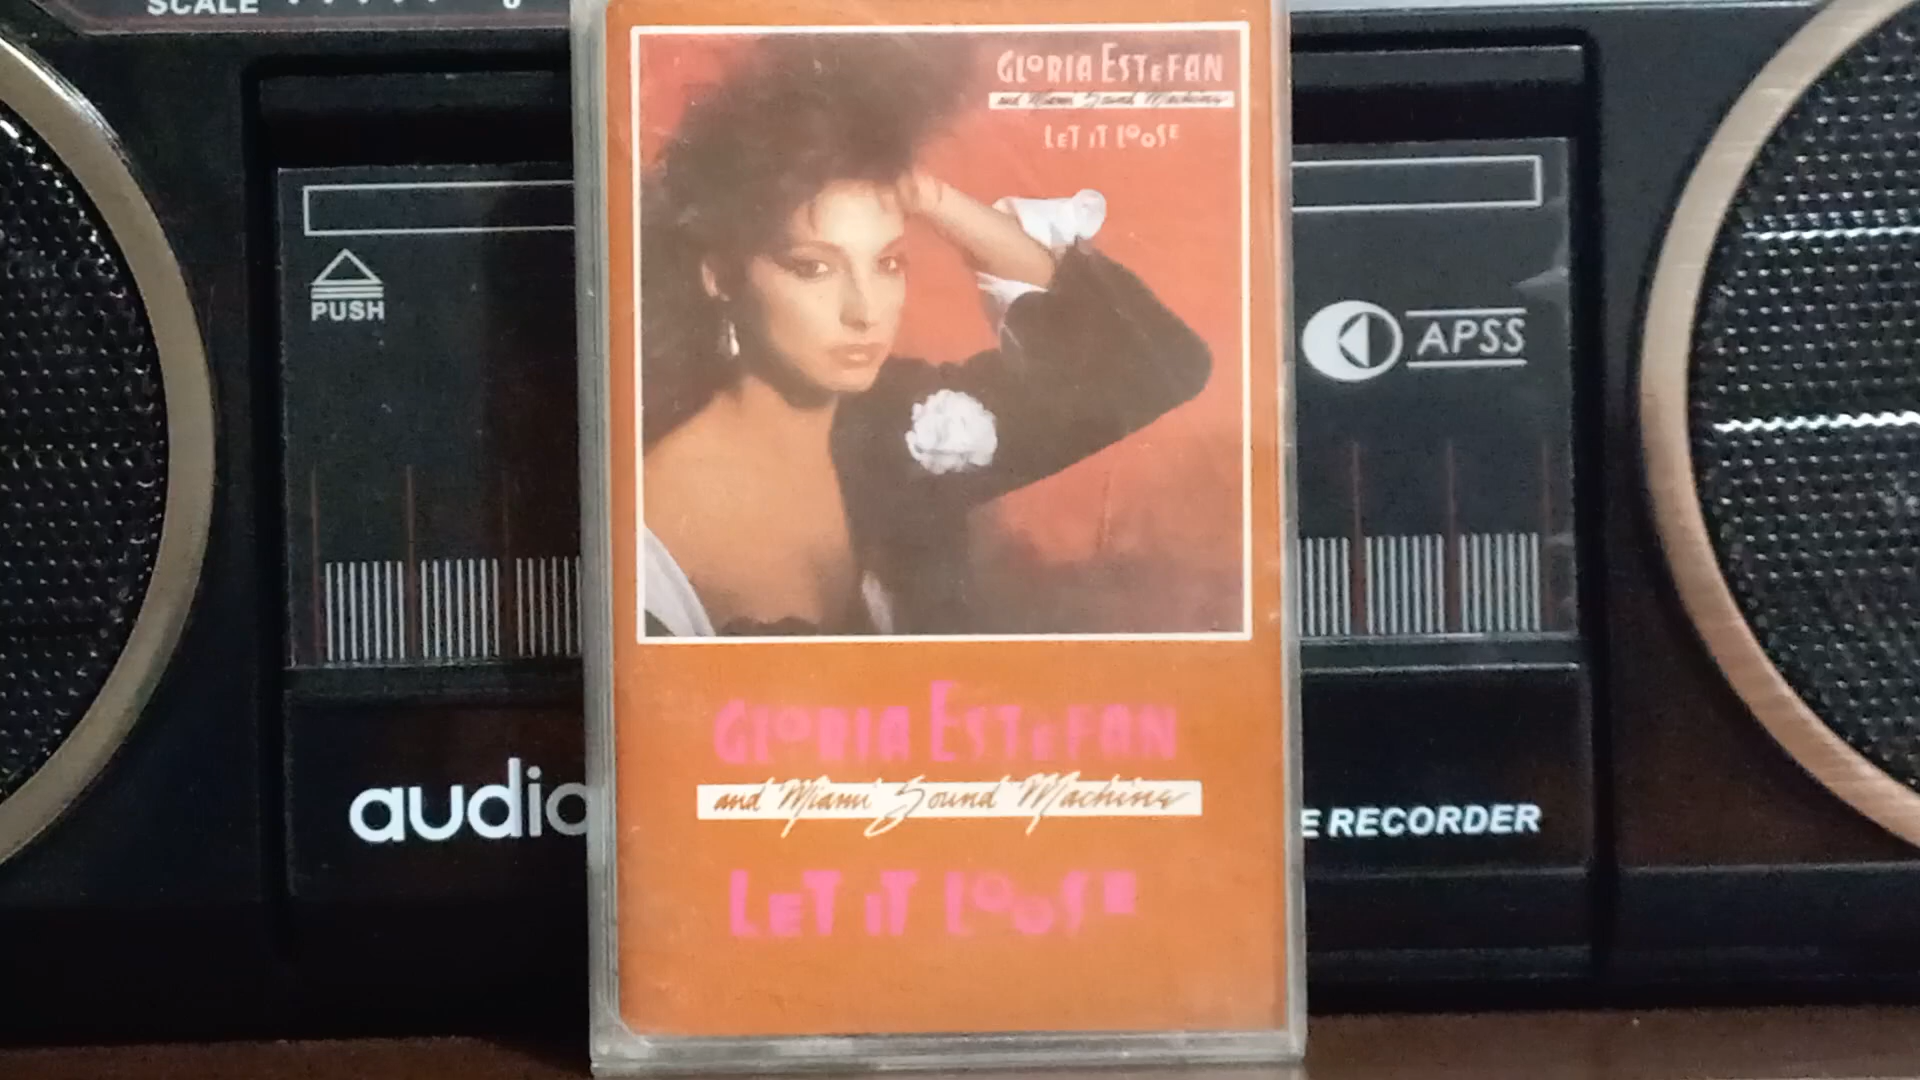 SCALE
GLORIA ESTEFAN
and Miami Sound Machine
LET IT LOOSE
PUSH
APSS
GLORIA ESTEFAN
and Miami Sound Machine
audio
E RECORDER
LET IT LOOSE